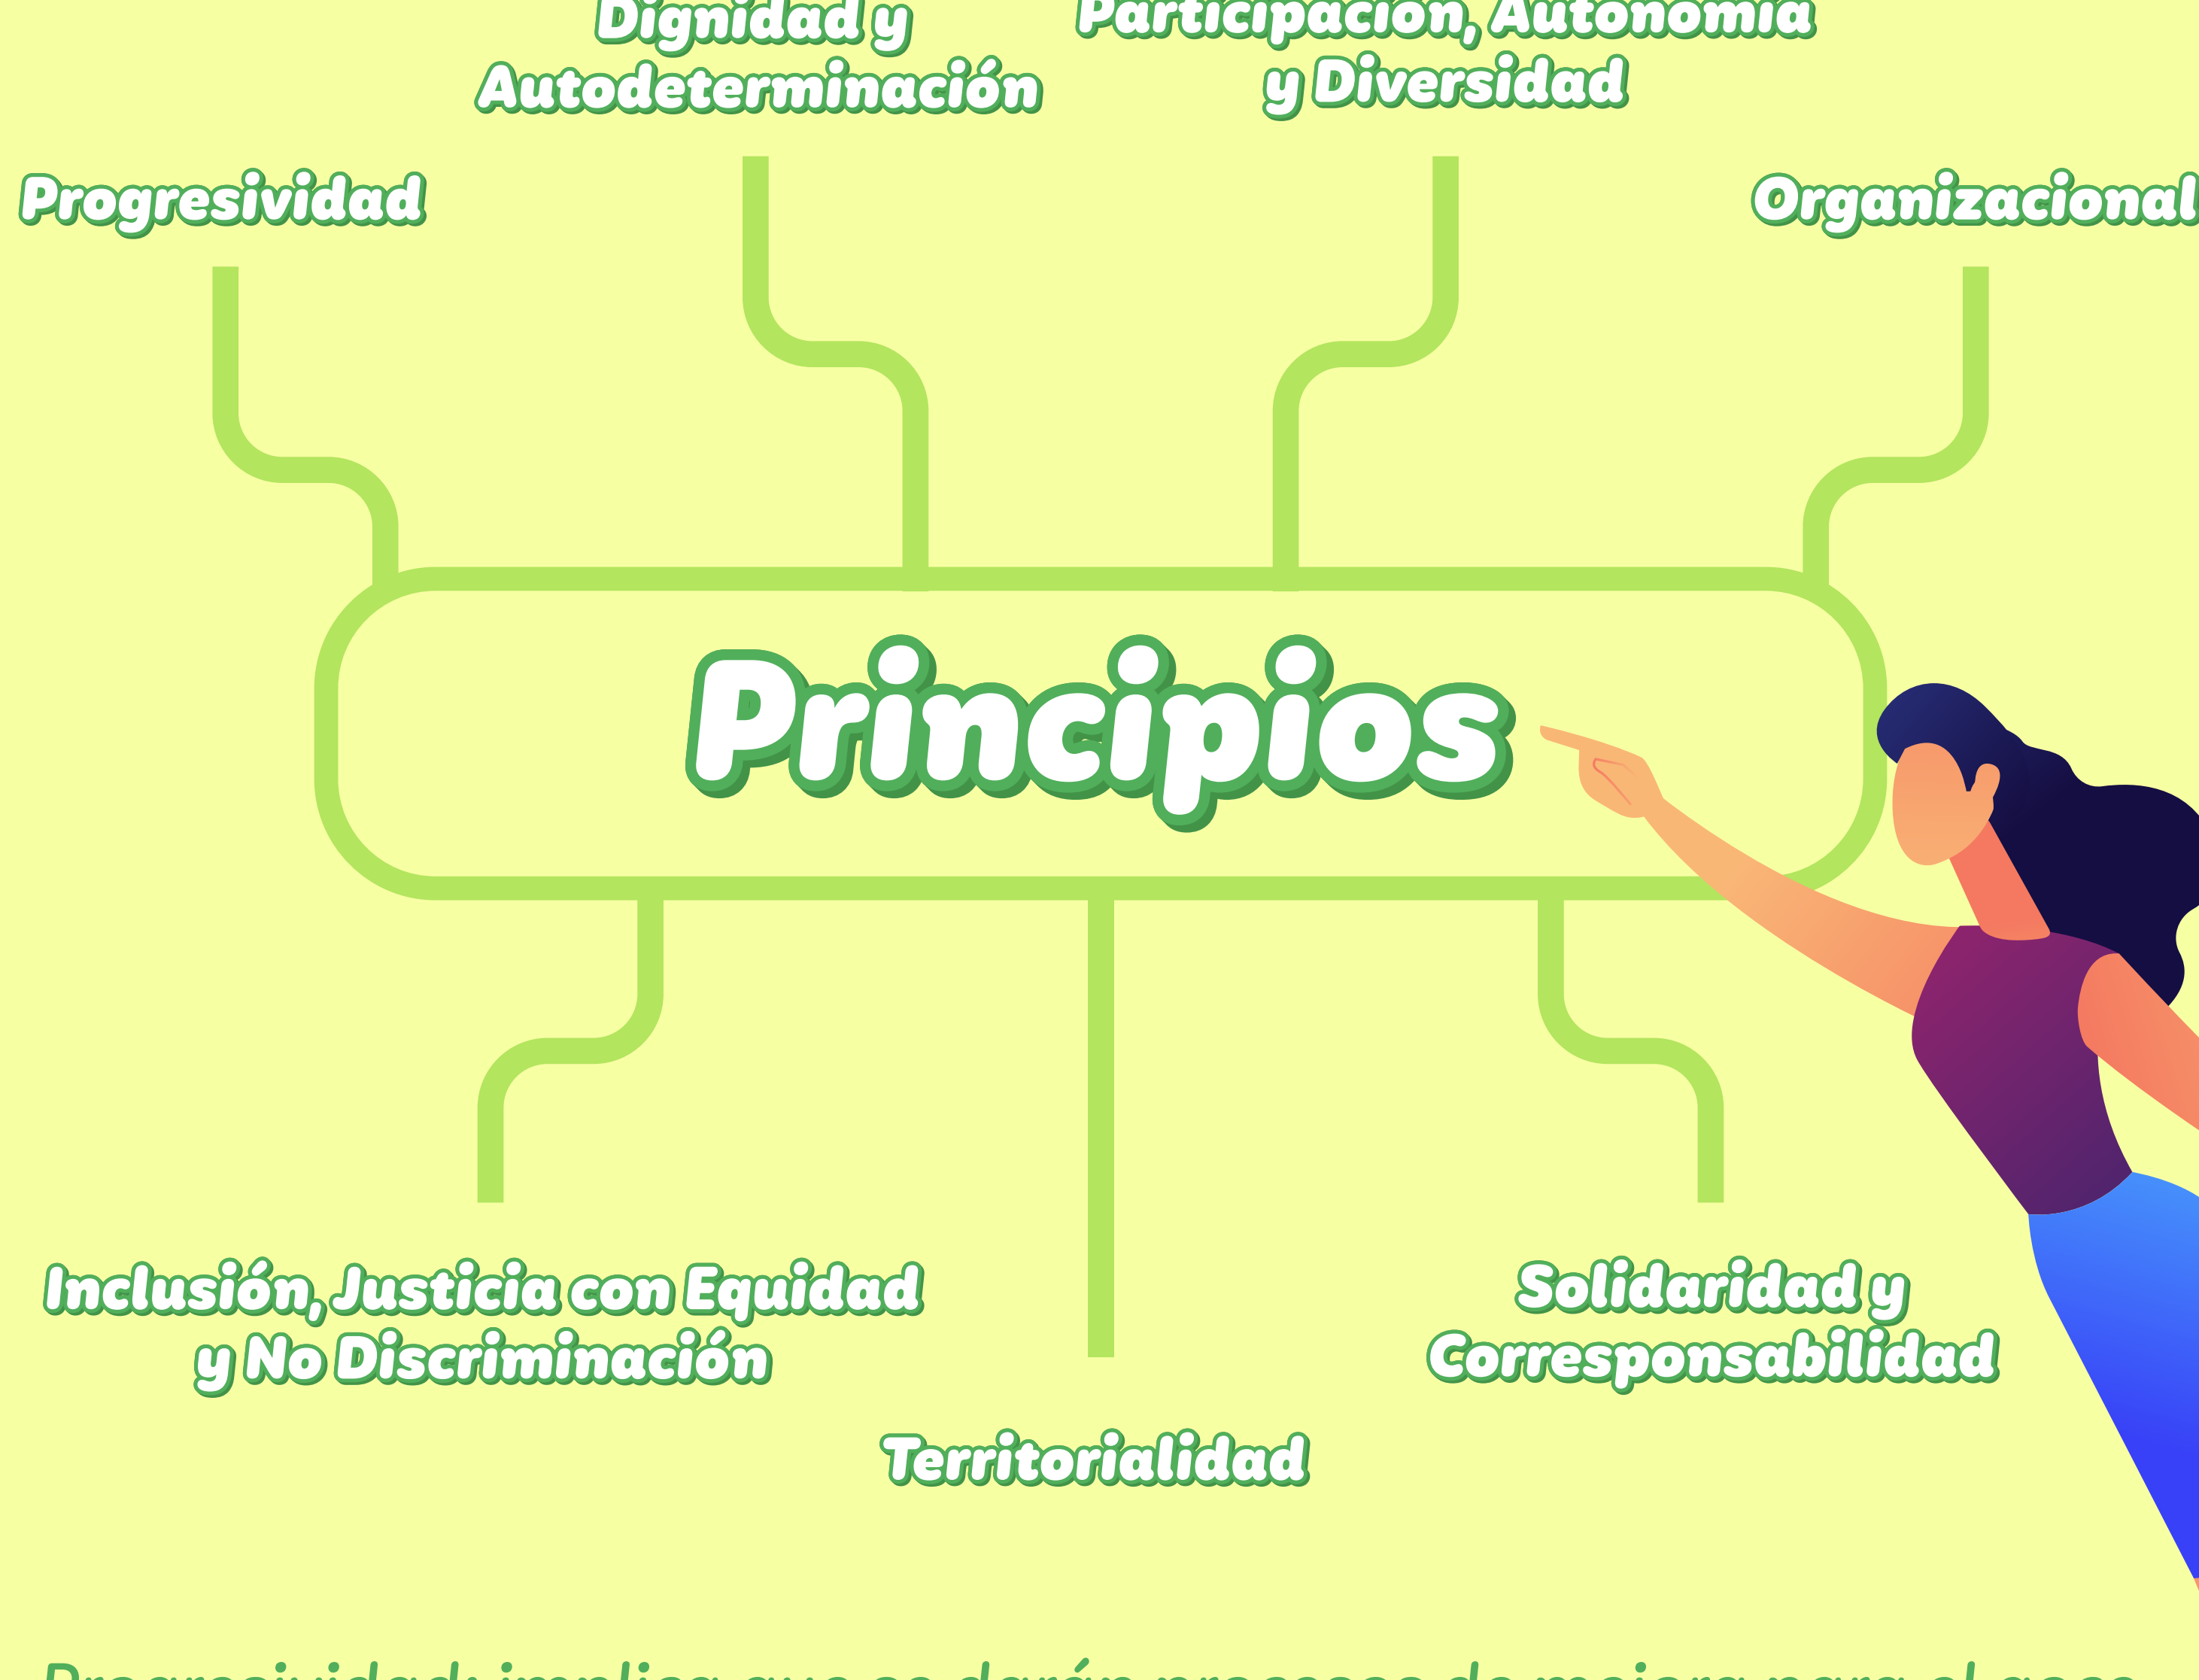 Dignidad y
Autodeterminación
Participación, Autonomía
y Diversidad
Progresividad
Organizacional
Principios
Inclusión, Justicia con Equidad
y No Discriminación
Solidaridad y
Corresponsabilidad
Territorialidad